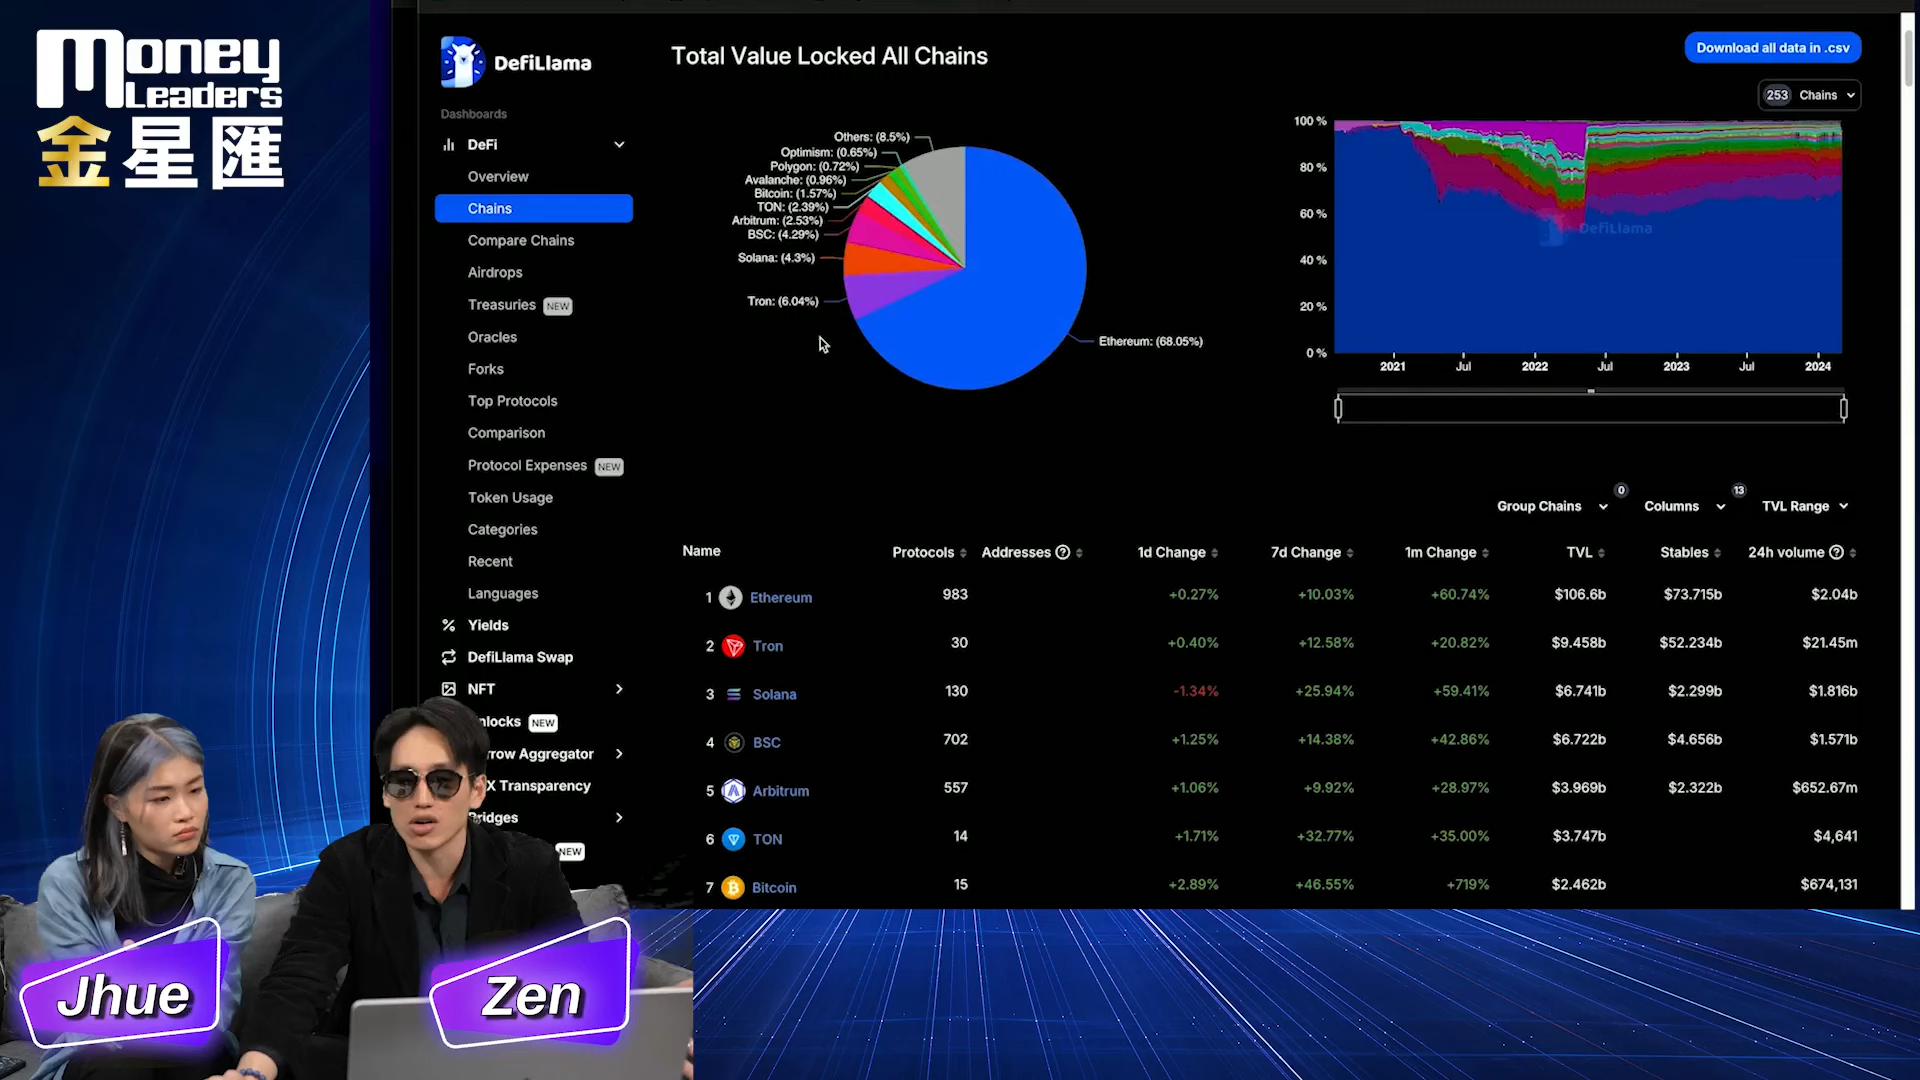 Money
Leaders
金星匯
DefiLlama
Dashboards
DeFi
Overview
Chains
Compare Chains
Airdrops
Treasuries NEW
Oracles
Forks
Top Protocols
Comparison
Protocol Expenses NEW
Token Usage
Categories
Recent
Languages
Yields
DefiLlama Swap
NFT
nlocks NEW
rrow Aggregator
X Transparency
Bridges
NEW
Total Value Locked All Chains
Download all data in .csv
253 Chains
Others: (8.5%)
Optimism: (0.65%)
Polygon: (0.72%)
Avalanche: (0.96%)
Bitcoin: (1.57%)
TON: (2.39%)
Arbitrum: (2.53%)
BSC: (4.29%)
Solana: (4.3%)
Tron: (6.04%)
Ethereum: (68.05%)
100 %
80 %
60 %
40 %
20 %
0 %
DefiLlama
2021 Jul 2022 Jul 2023 Jul 2024
Group Chains 0 Columns 13 TVL Range
Name Protocols Addresses ? 1d Change 7d Change 1m Change TVL Stables 24h volume ?
1 Ethereum 983 +0.27% +10.03% +60.74% $106.6b $73.715b $2.04b
2 Tron 30 +0.40% +12.58% +20.82% $9.458b $52.234b $21.45m
3 Solana 130 -1.34% +25.94% +59.41% $6.741b $2.299b $1.816b
4 BSC 702 +1.25% +14.38% +42.86% $6.722b $4.656b $1.571b
5 Arbitrum 557 +1.06% +9.92% +28.97% $3.969b $2.322b $652.67m
6 TON 14 +1.71% +32.77% +35.00% $3.747b $4,641
7 Bitcoin 15 +2.89% +46.55% +719% $2.462b $674,131
Jhue
Zen